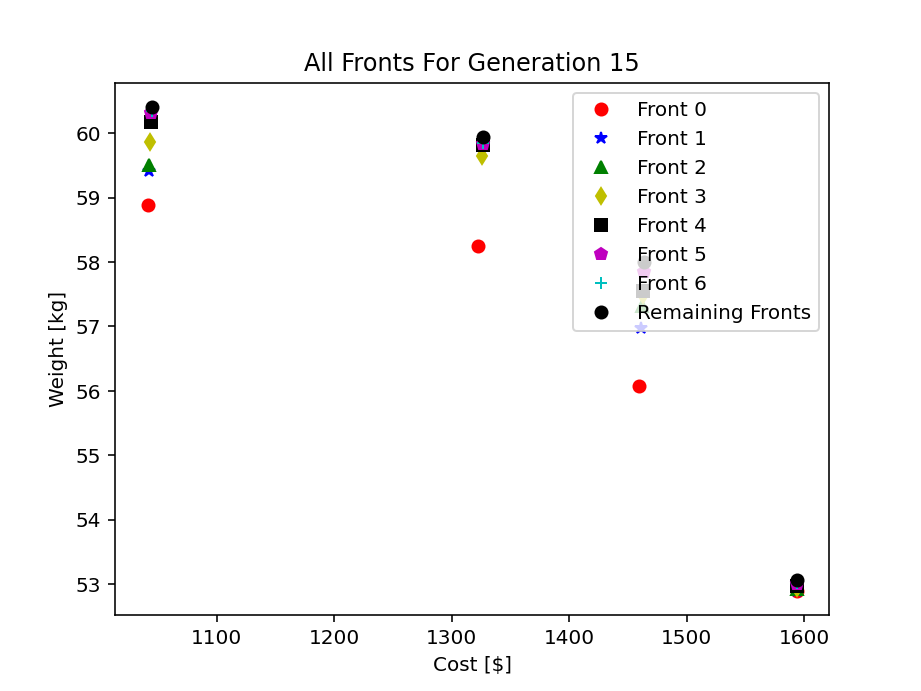 All Fronts For Generation 15
Front 0
Front 1
Front 2
Front 3
Front 4
Front 5
Front 6
Remaining Fronts
60
59
58
57
56
55
54
53
Weight [kg]
1100 1200 1300 1400 1500 1600
Cost [$]